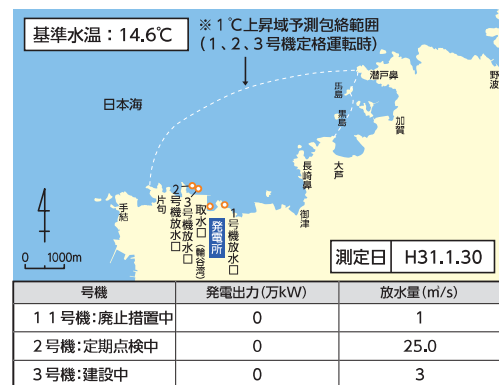 基準水温：14.6℃
※1℃上昇域予測包絡範囲
（1、2、3号機定格運転時）
日本海
潜戸鼻
野波
馬島
黒島
加賀
大芦
長崎鼻
御津
手結
片句
2号機放水口
3号機放水口
取水口（輪谷湾）
発電所
1号機放水口
0 1000m
測定日 H31.1.30
号機 発電出力(万kW) 放水量(㎥/s)
1 1号機：廃止措置中 0 1
2号機：定期点検中 0 25.0
3号機：建設中 0 3